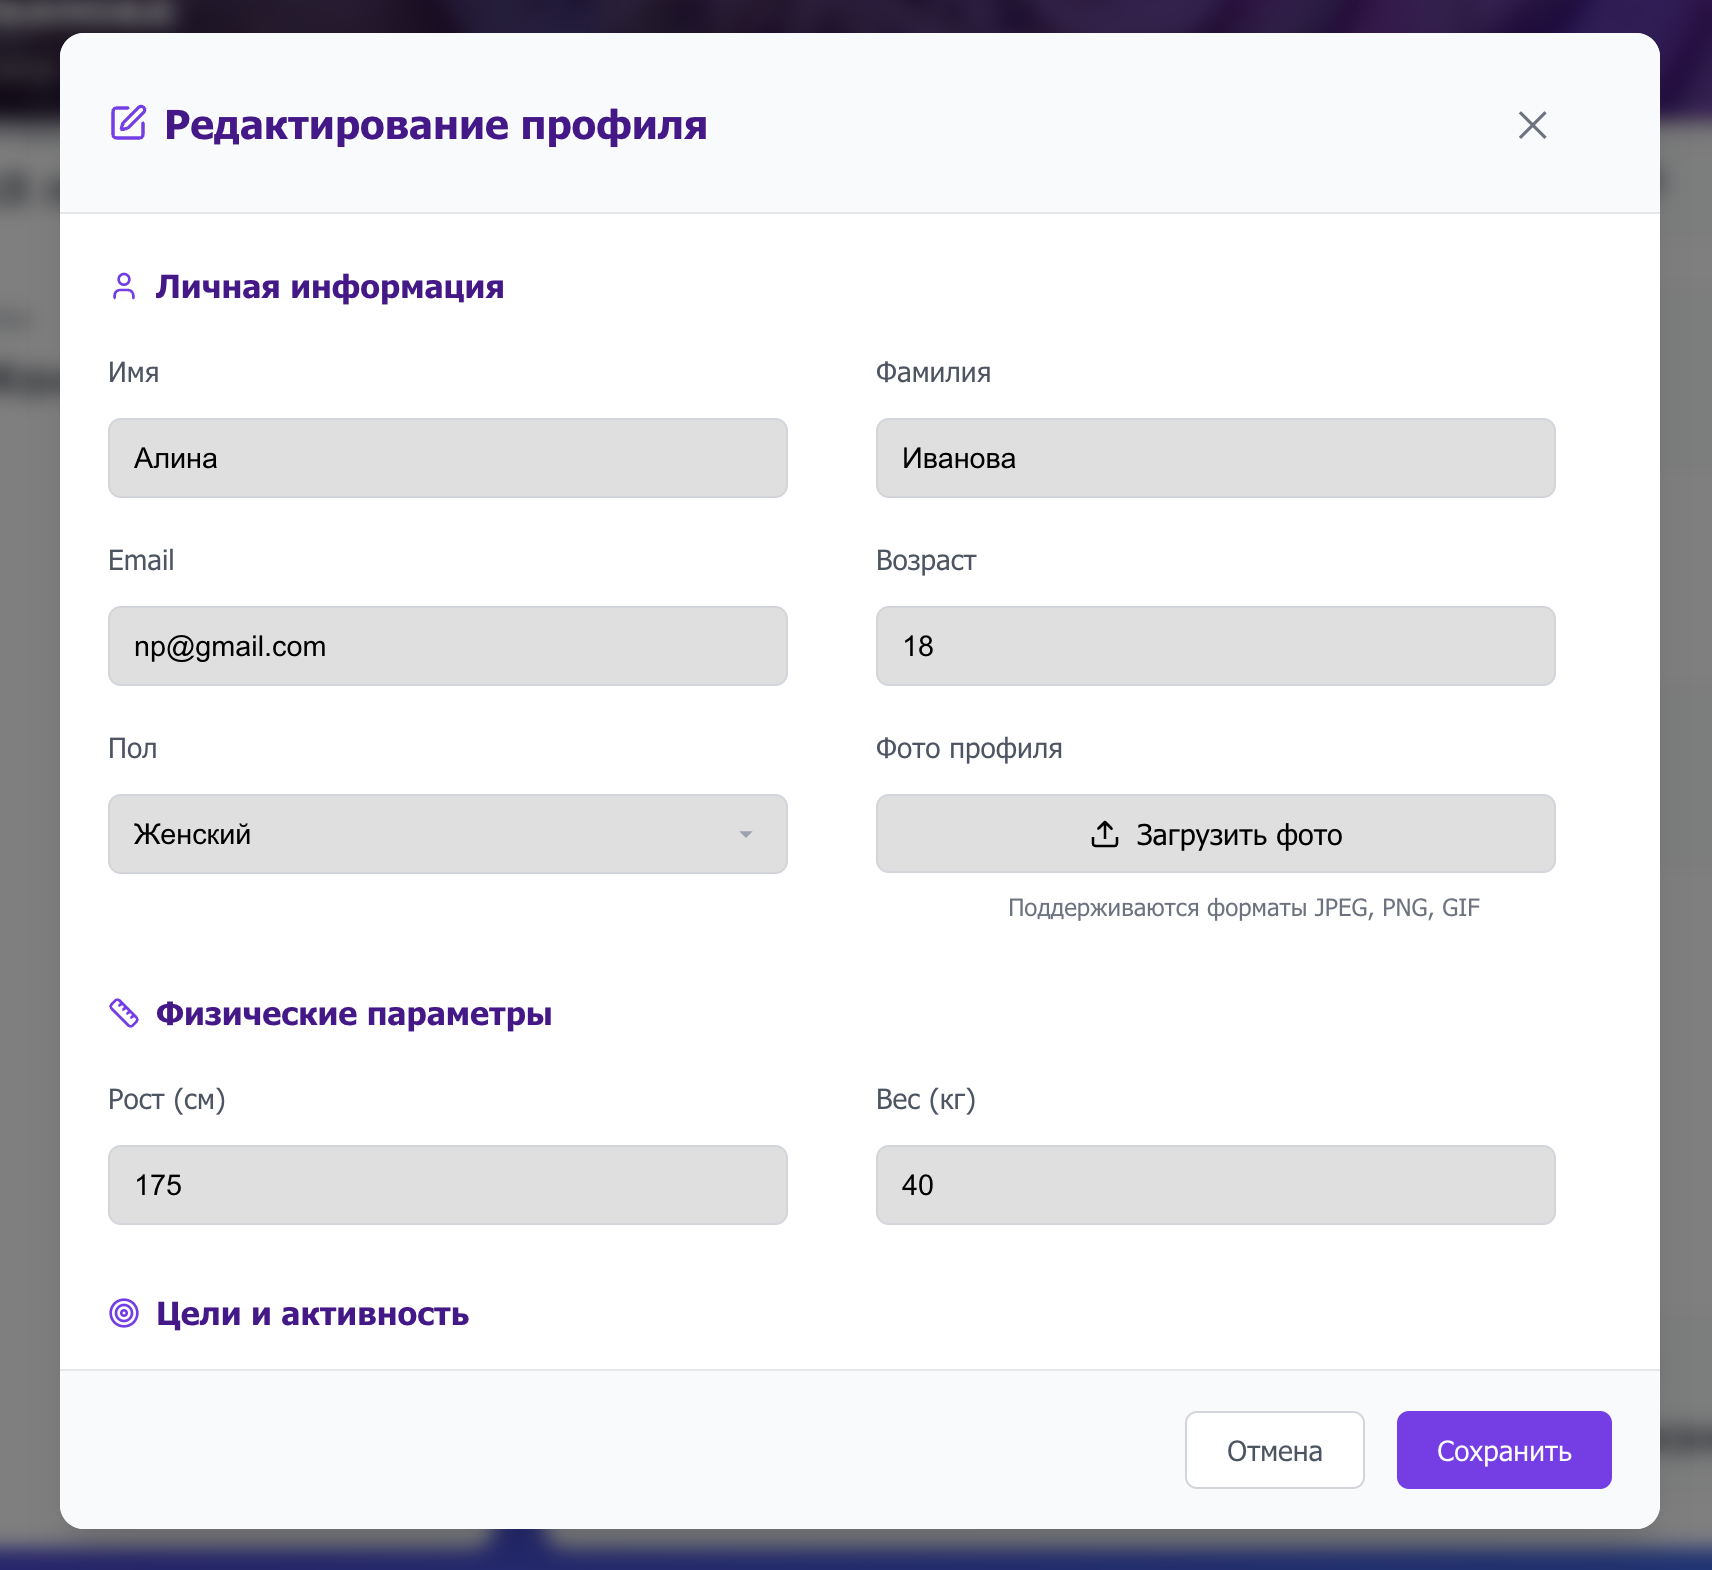 Редактирование профиля
Личная информация
Имя
Фамилия
Алина
Иванова
Email
Возраст
np@gmail.com
18
Пол
Фото профиля
Женский
Загрузить фото
Поддерживаются форматы JPEG, PNG, GIF
Физические параметры
Рост (см)
Вес (кг)
175
40
Цели и активность
Отмена
Сохранить